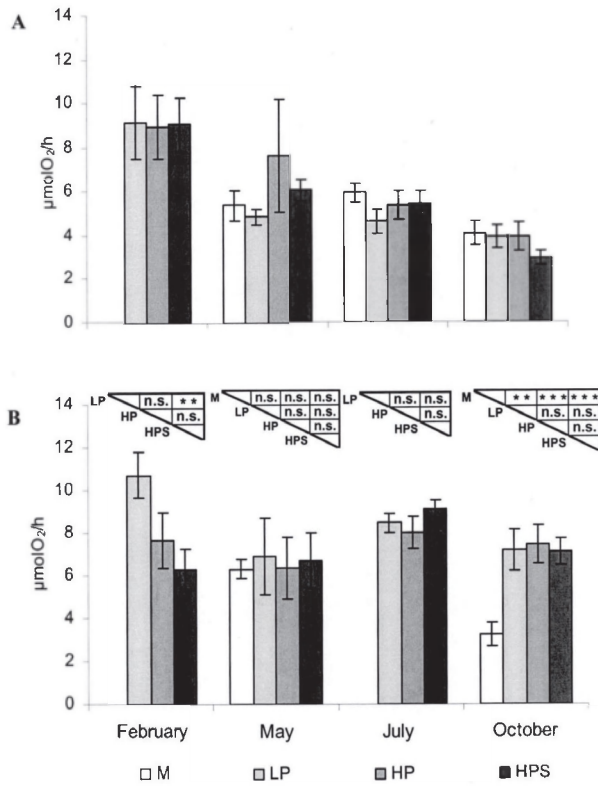 A
14
12
10
8
6
4
2
0
µmolO₂/h
B
LP n.s. * *
HP n.s.
HPS
M n.s. n.s. n.s.
LP n.s. n.s.
HP n.s.
HPS
LP n.s. n.s.
HP n.s.
HPS
M * * * * * * * *
LP n.s. n.s.
HP n.s.
HPS
14
12
10
8
6
4
2
0
µmolO₂/h
February May July October
M LP HP HPS